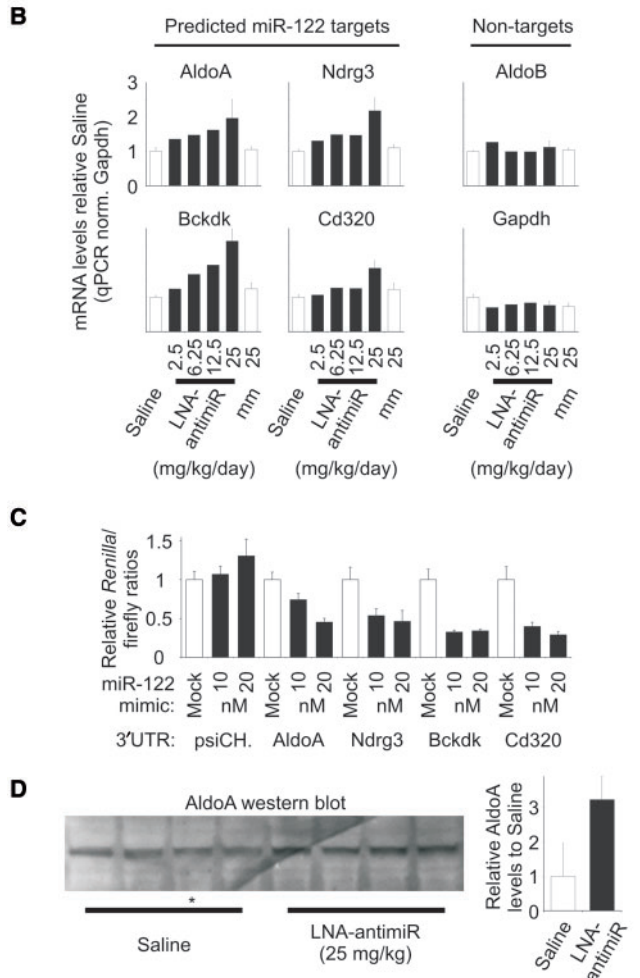 B
Predicted miR-122 targets
Non-targets
AldoA
Ndrg3
AldoB
mRNA levels relative Saline
(qPCR norm. Gapdh)
3
2
1
0
Bckdk
Cd320
Gapdh
Saline 2.5 6.25 12.5 25 25 Saline 2.5 6.25 12.5 25 25 Saline 2.5 6.25 12.5 25 25
LNA- mm LNA- mm LNA- mm
antimiR antimiR antimiR
(mg/kg/day) (mg/kg/day) (mg/kg/day)
C
Relative Renilla/
firefly ratios
1.5
1
0.5
0
miR-122 Mock 10 20 Mock 10 20 Mock 10 20 Mock 10 20 Mock 10 20
mimic: nM nM nM nM nM
3′UTR: psiCH. AldoA Ndrg3 Bckdk Cd320
D
AldoA western blot
*
Saline
LNA-antimiR
(25 mg/kg)
Relative AldoA
levels to Saline
3
2
1
0
Saline
LNA-
antimiR